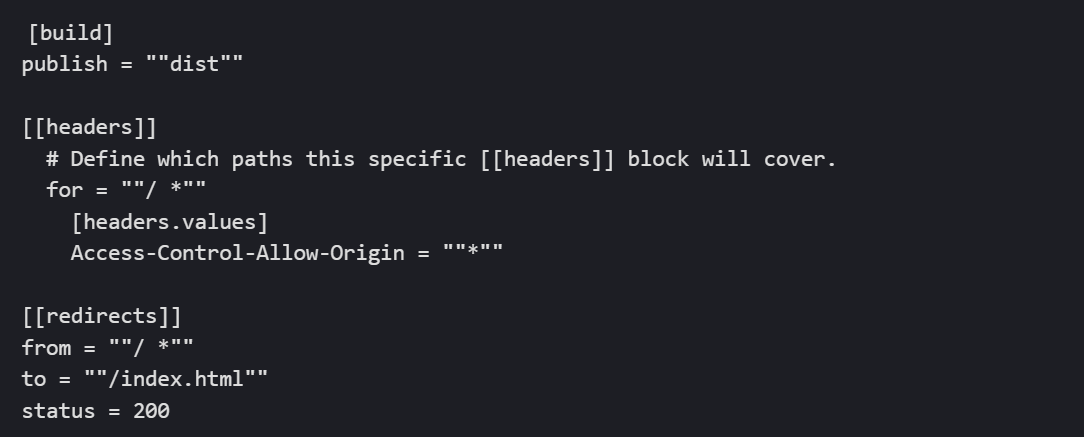 [build]
publish = ""dist""
[[headers]]
# Define which paths this specific [[headers]] block will cover.
for = ""/ *""
[headers.values]
Access-Control-Allow-Origin = ""*""
[[redirects]]
from = ""/ *""
to = ""/index.html""
status = 200